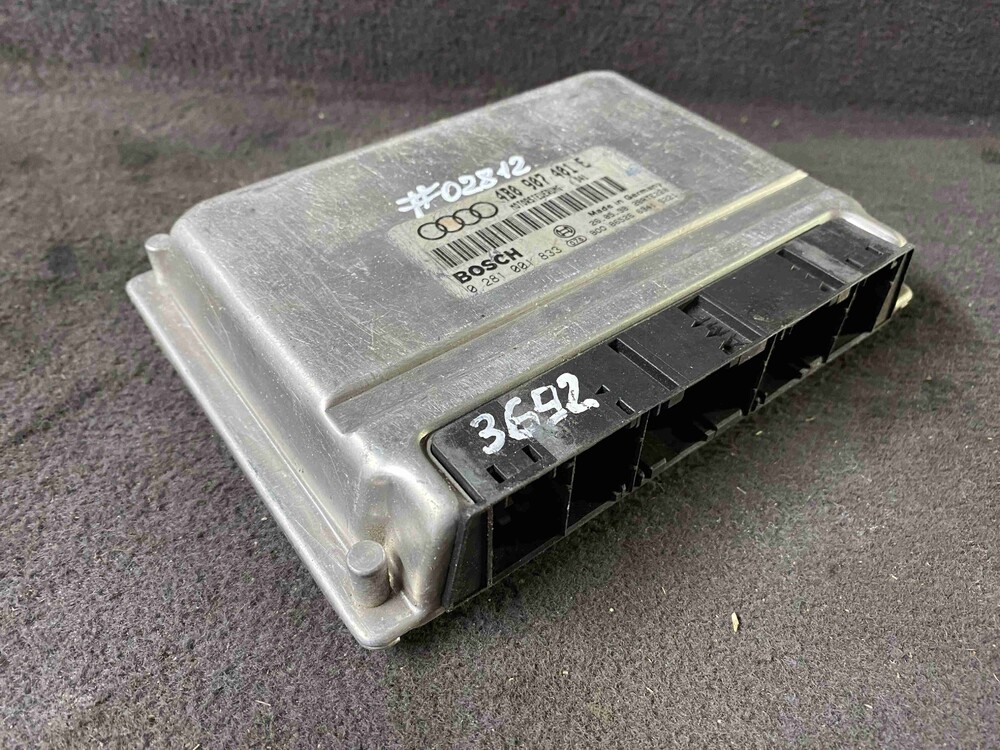 #02812
4B0 907 401 E
BOSCH
0 281 001 833
Made in Germany
3692